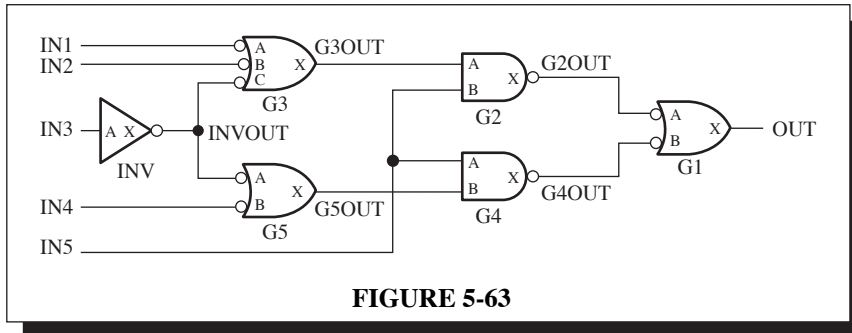 IN1
IN2
A
B
C
X
G3OUT
G3
IN3
A X
INVOUT
INV
A
B
X
G5OUT
G5
IN4
IN5
A
B
X
G2OUT
G2
A
B
X
G4OUT
G4
A
B
X
OUT
G1
FIGURE 5-63